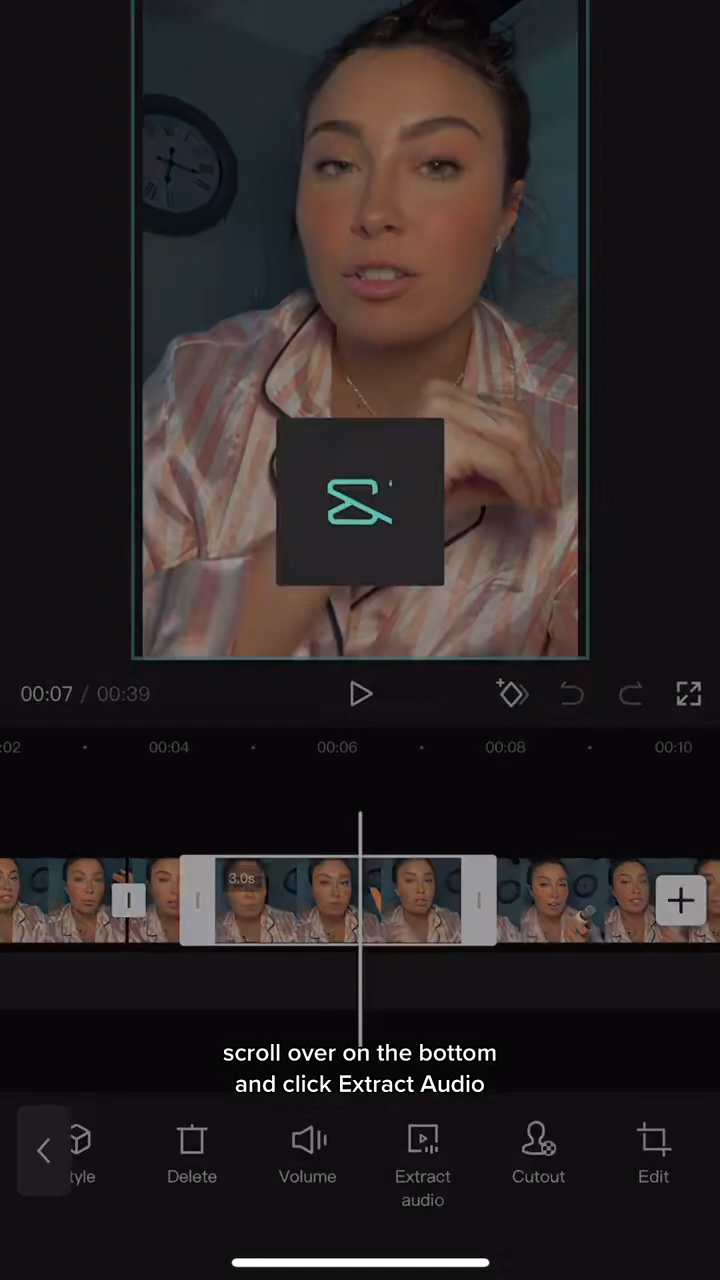 00:07 / 00:39
:02 00:04 00:06 00:08 00:10
3.0s
scroll over on the bottom
and click Extract Audio
tyle Delete Volume Extract audio Cutout Edit